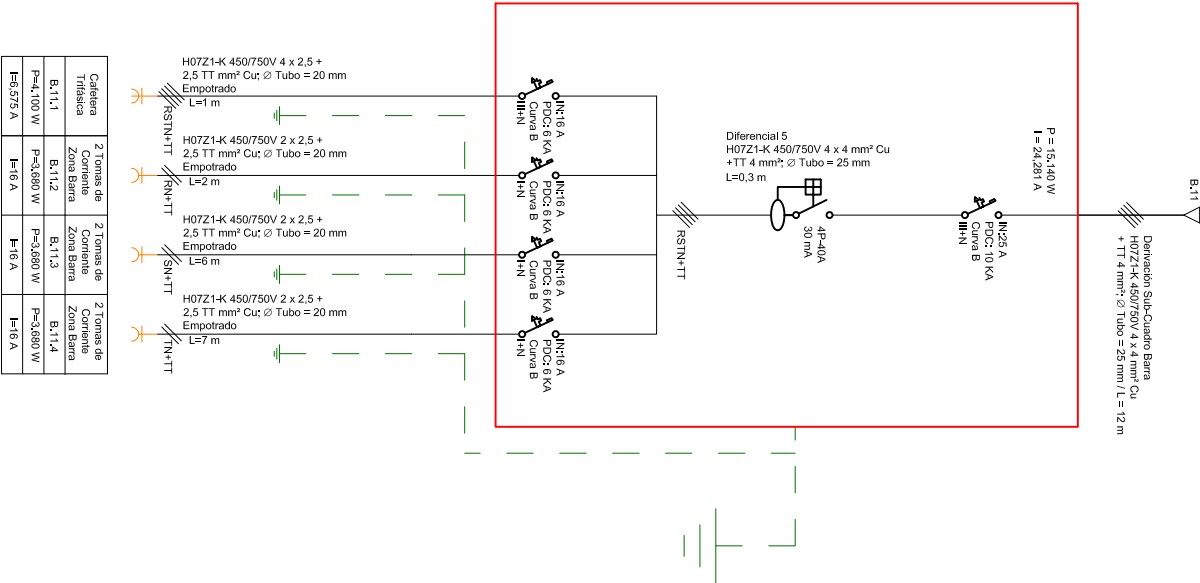 B.11
Derivación Sub-Cuadro Barra
H07Z1-K 450/750V 4 x 4 mm² Cu
+ TT 4 mm²; ∅ Tubo = 25 mm / L = 12 m
P = 15.140 W
I = 24,281 A
IN:25 A
PDC: 10 KA
Curva B
III+N
Diferencial 5
H07Z1-K 450/750V 4 x 4 mm² Cu
+TT 4 mm²; ∅ Tubo = 25 mm
L=0,3 m
4P-40A
30 mA
RSTN+TT
IN:16 A
PDC: 6 KA
Curva B
III+N
H07Z1-K 450/750V 4 x 2,5 +
2,5 TT mm² Cu; ∅ Tubo = 20 mm
Empotrado
L=1 m
RSTN+TT
IN:16 A
PDC: 6 KA
Curva B
I+N
H07Z1-K 450/750V 2 x 2,5 +
2,5 TT mm² Cu; ∅ Tubo = 20 mm
Empotrado
L=2 m
RN+TT
IN:16 A
PDC: 6 KA
Curva B
I+N
H07Z1-K 450/750V 2 x 2,5 +
2,5 TT mm² Cu; ∅ Tubo = 20 mm
Empotrado
L=6 m
SN+TT
IN:16 A
PDC: 6 KA
Curva B
I+N
H07Z1-K 450/750V 2 x 2,5 +
2,5 TT mm² Cu; ∅ Tubo = 20 mm
Empotrado
L=7 m
TN+TT
Cafetera
Trifásica
B.11.1
P=4.100 W
I=6,575 A
2 Tomas de
Corriente
Zona Barra
B.11.2
P=3.680 W
I=16 A
2 Tomas de
Corriente
Zona Barra
B.11.3
P=3.680 W
I=16 A
2 Tomas de
Corriente
Zona Barra
B.11.4
P=3.680 W
I=16 A